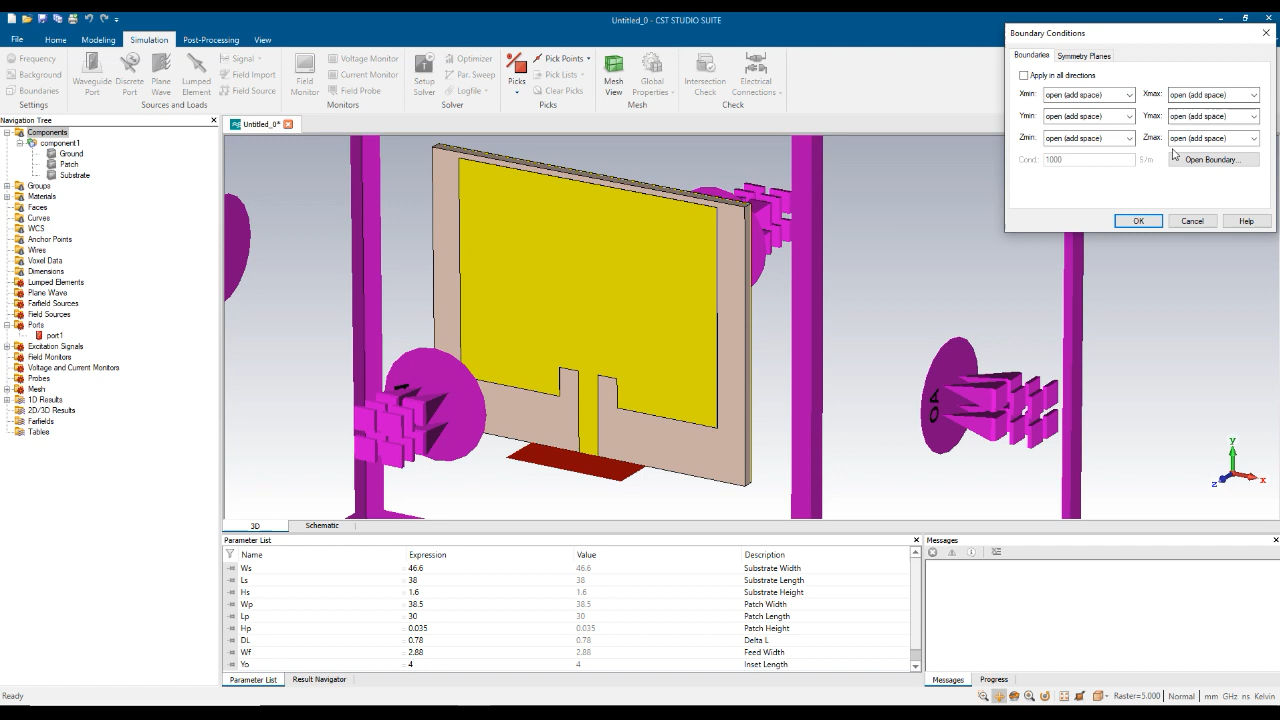 Untitled_0 - CST STUDIO SUITE
File Home Modeling Simulation Post-Processing View
Frequency
Background
Boundaries
Settings
Waveguide Port
Discrete Port
Plane Wave
Lumped Element
Signal
Field Import
Field Source
Sources and Loads
Field Monitor
Voltage Monitor
Current Monitor
Field Probe
Monitors
Setup Solver
Optimizer
Par. Sweep
Logfile
Solver
Picks
Pick Points
Pick Lists
Clear Picks
Picks
Mesh View
Global Properties
Mesh
Intersection Check
Electrical Connections
Check
Boundary Conditions
Boundaries Symmetry Planes
Apply in all directions
Xmin: open (add space) Xmax: open (add space)
Ymin: open (add space) Ymax: open (add space)
Zmin: open (add space) Zmax: open (add space)
Cond.: 1000 S/m Open Boundary...
OK Cancel Help
Navigation Tree
Untitled_0*
Components
component1
Ground
Patch
Substrate
Groups
Materials
Faces
Curves
WCS
Anchor Points
Wires
Voxel Data
Dimensions
Lumped Elements
Plane Wave
Farfield Sources
Field Sources
Ports
port1
Excitation Signals
Field Monitors
Voltage and Current Monitors
Probes
Mesh
1D Results
2D/3D Results
Farfields
Tables
y
z x
3D Schematic
Parameter List
Name Expression Value Description
Ws = 46.6 46.6 Substrate Width
Ls = 38 38 Substrate Length
Hs = 1.6 1.6 Substrate Height
Wp = 38.5 38.5 Patch Width
Lp = 30 30 Patch Length
Hp = 0.035 0.035 Patch Height
DL = 0.78 0.78 Delta L
Wf = 2.88 2.88 Feed Width
Yo = 4 4 Inset Length
Parameter List Result Navigator
Messages
Messages Progress
Ready
Raster=5.000 Normal mm GHz ns Kelvin